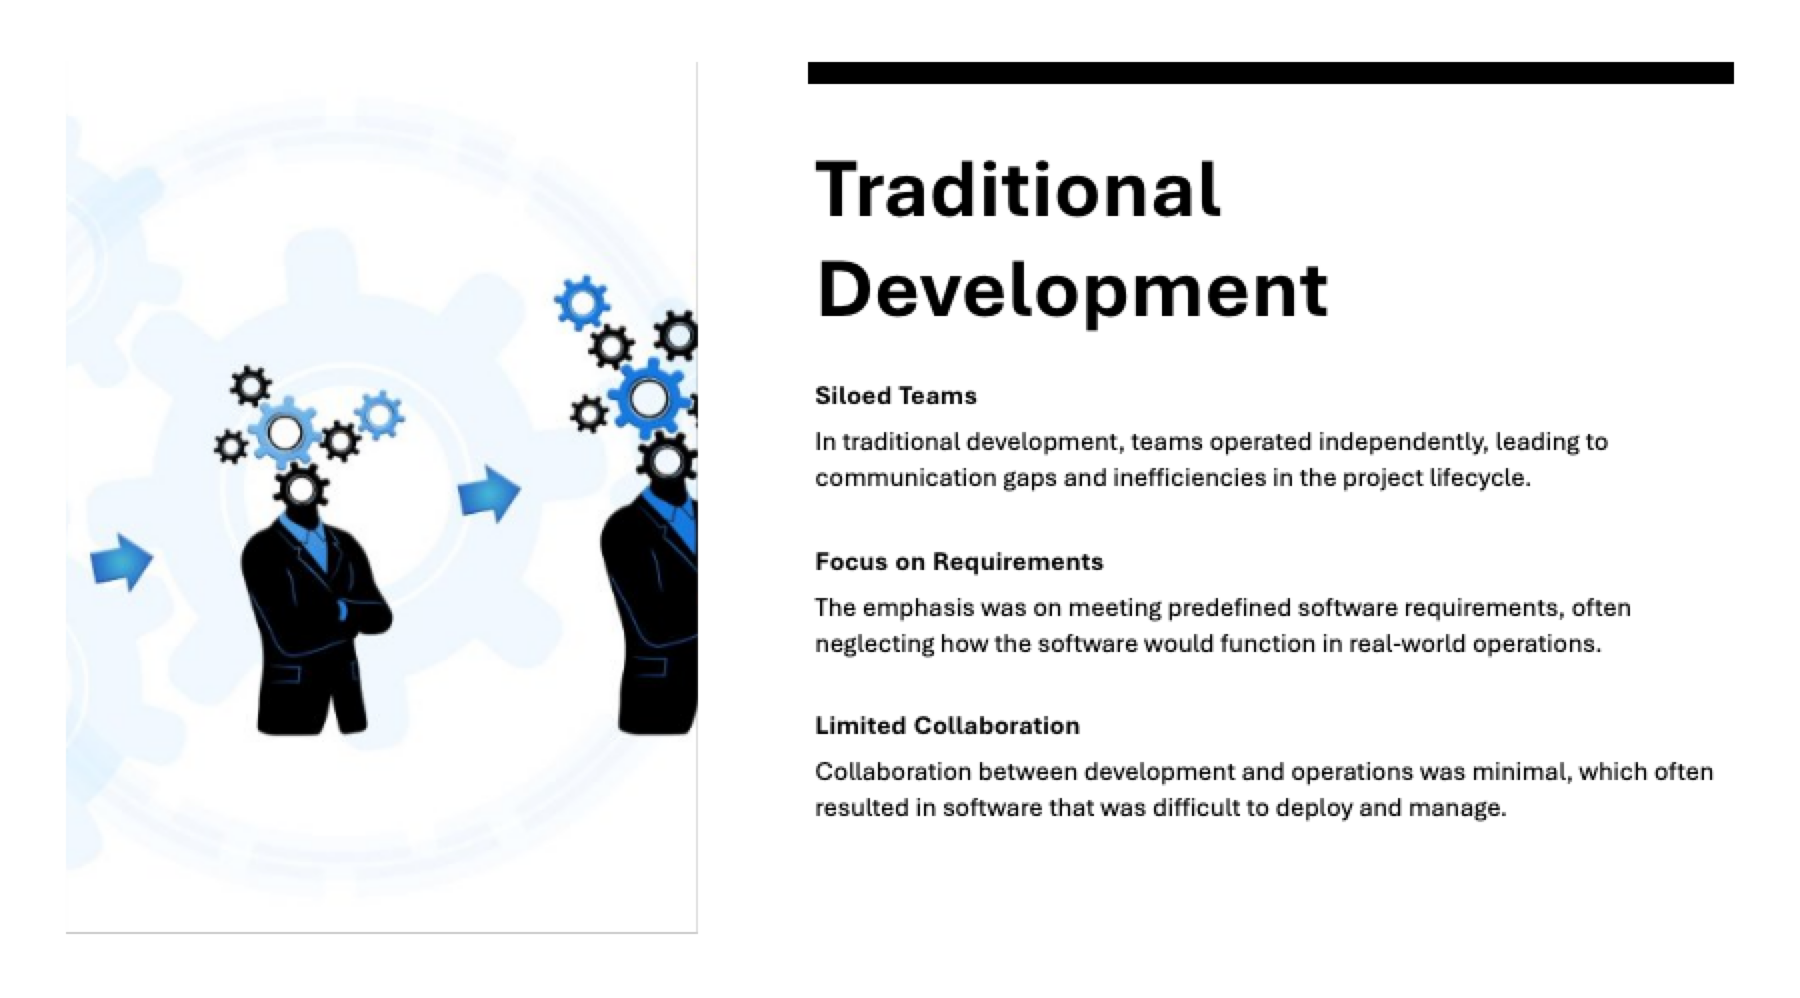 Traditional
Development
Siloed Teams
In traditional development, teams operated independently, leading to
communication gaps and inefficiencies in the project lifecycle.
Focus on Requirements
The emphasis was on meeting predefined software requirements, often
neglecting how the software would function in real-world operations.
Limited Collaboration
Collaboration between development and operations was minimal, which often
resulted in software that was difficult to deploy and manage.